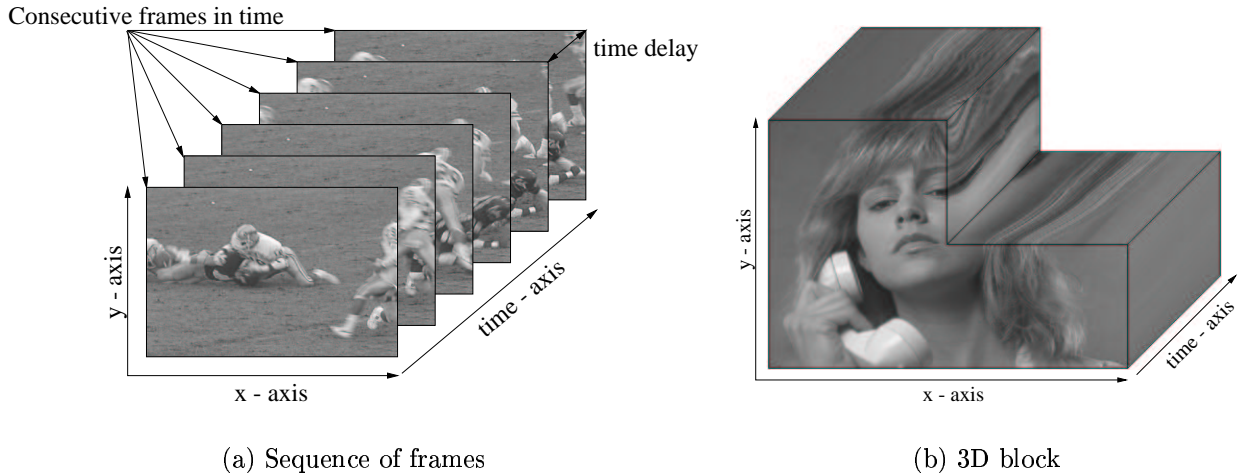 Consecutive frames in time
time delay
y - axis
x - axis
time - axis
(a) Sequence of frames
y - axis
x - axis
time - axis
(b) 3D block